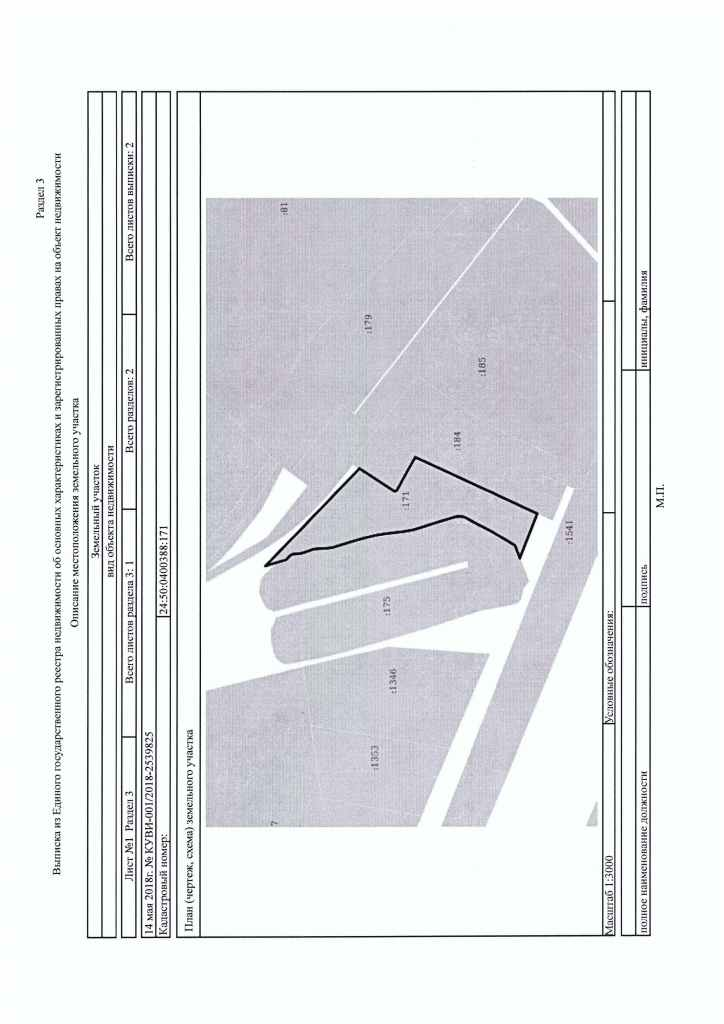 Раздел 3
Выписка из Единого государственного реестра недвижимости об основных характеристиках и зарегистрированных правах на объект недвижимости
Описание местоположения земельного участка
Земельный участок
вид объекта недвижимости
Лист №1 Раздел 3 Всего листов раздела 3: 1 Всего разделов: 2 Всего листов выписки: 2
14 мая 2018г. № КУВИ-001/2018-2539825
Кадастровый номер: 24:50:0400388:171
План (чертеж, схема) земельного участка
:81
7
:179
:1353
:175
:1346
:171
:184
:185
:1541
Масштаб 1:3000 Условные обозначения:
полное наименование должности подпись инициалы, фамилия
М.П.